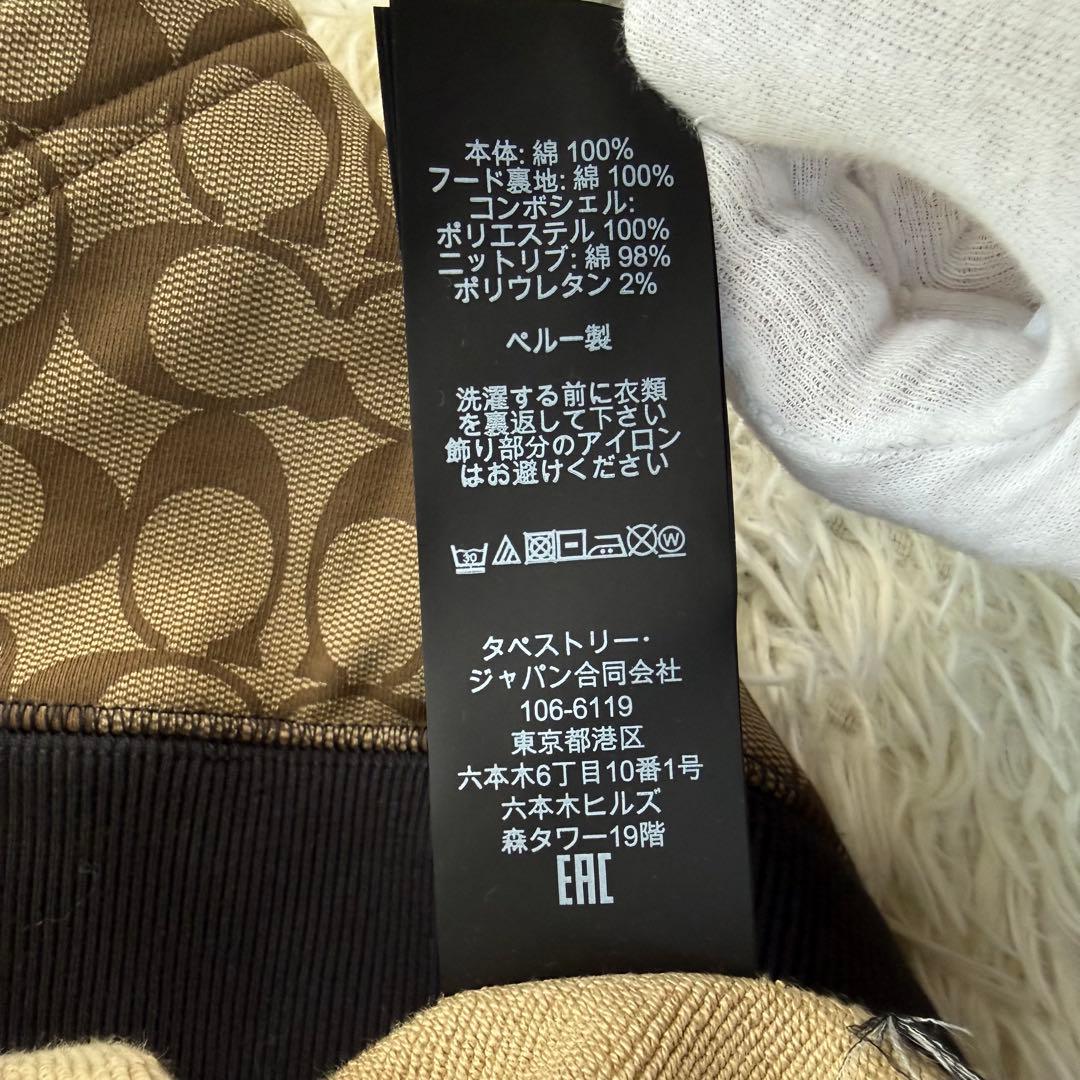 本体: 綿 100%
フード裏地: 綿 100%
コンボシェル:
ポリエステル 100%
ニットリブ: 綿 98%
ポリウレタン 2%
ペルー製
洗濯する前に衣類
を裏返して下さい
飾り部分のアイロン
はお避けください
30 W
タペストリー・
ジャパン合同会社
106-6119
東京都港区
六本木6丁目10番1号
六本木ヒルズ
森タワー19階
EAC